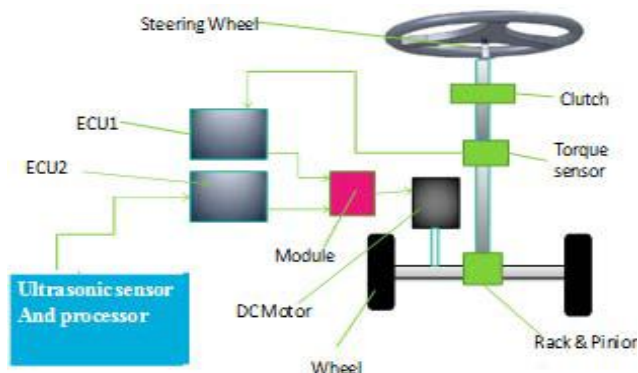 Steering Wheel
Clutch
ECU1
Torque
sensor
ECU2
Module
Ultrasonic sensor
And processor
DC Motor
Rack & Pinion
Wheel